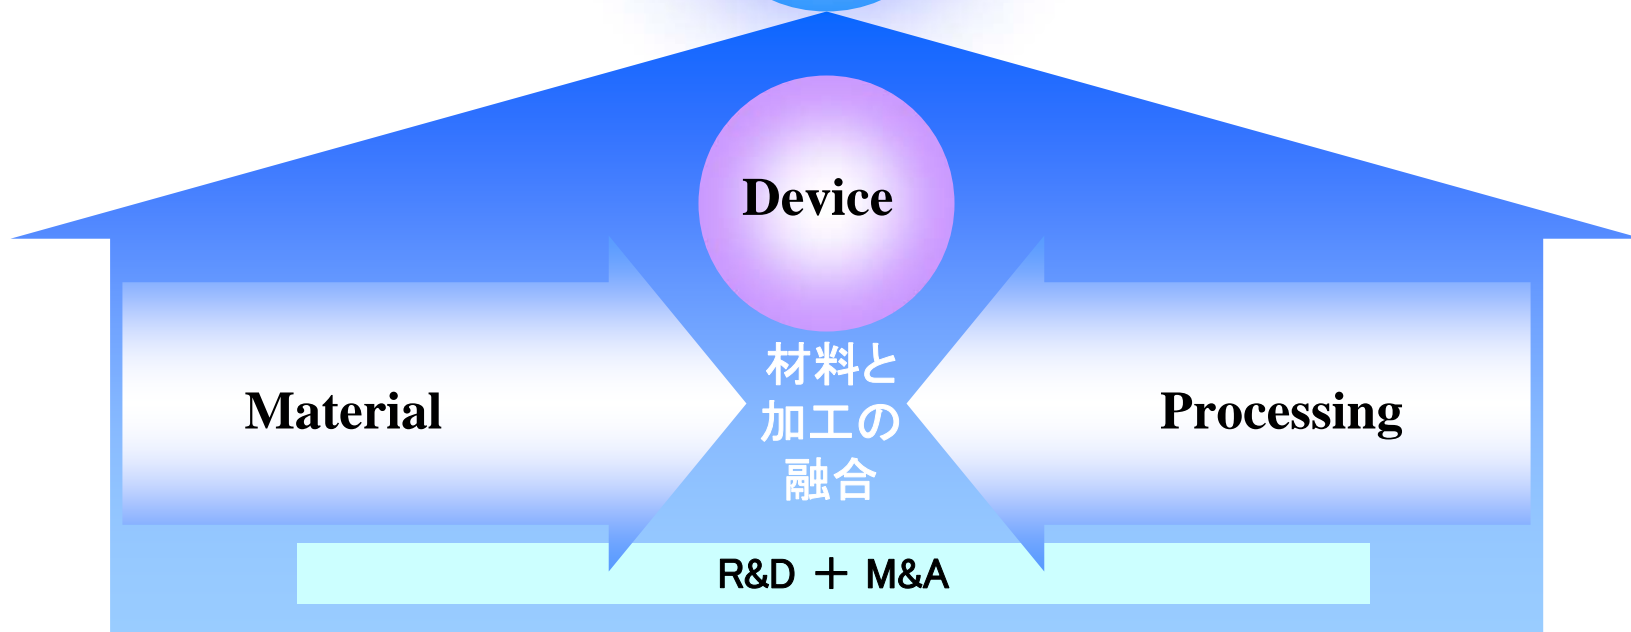 Device
材料と
加工の
融合
Material
Processing
R&D ＋ M&A